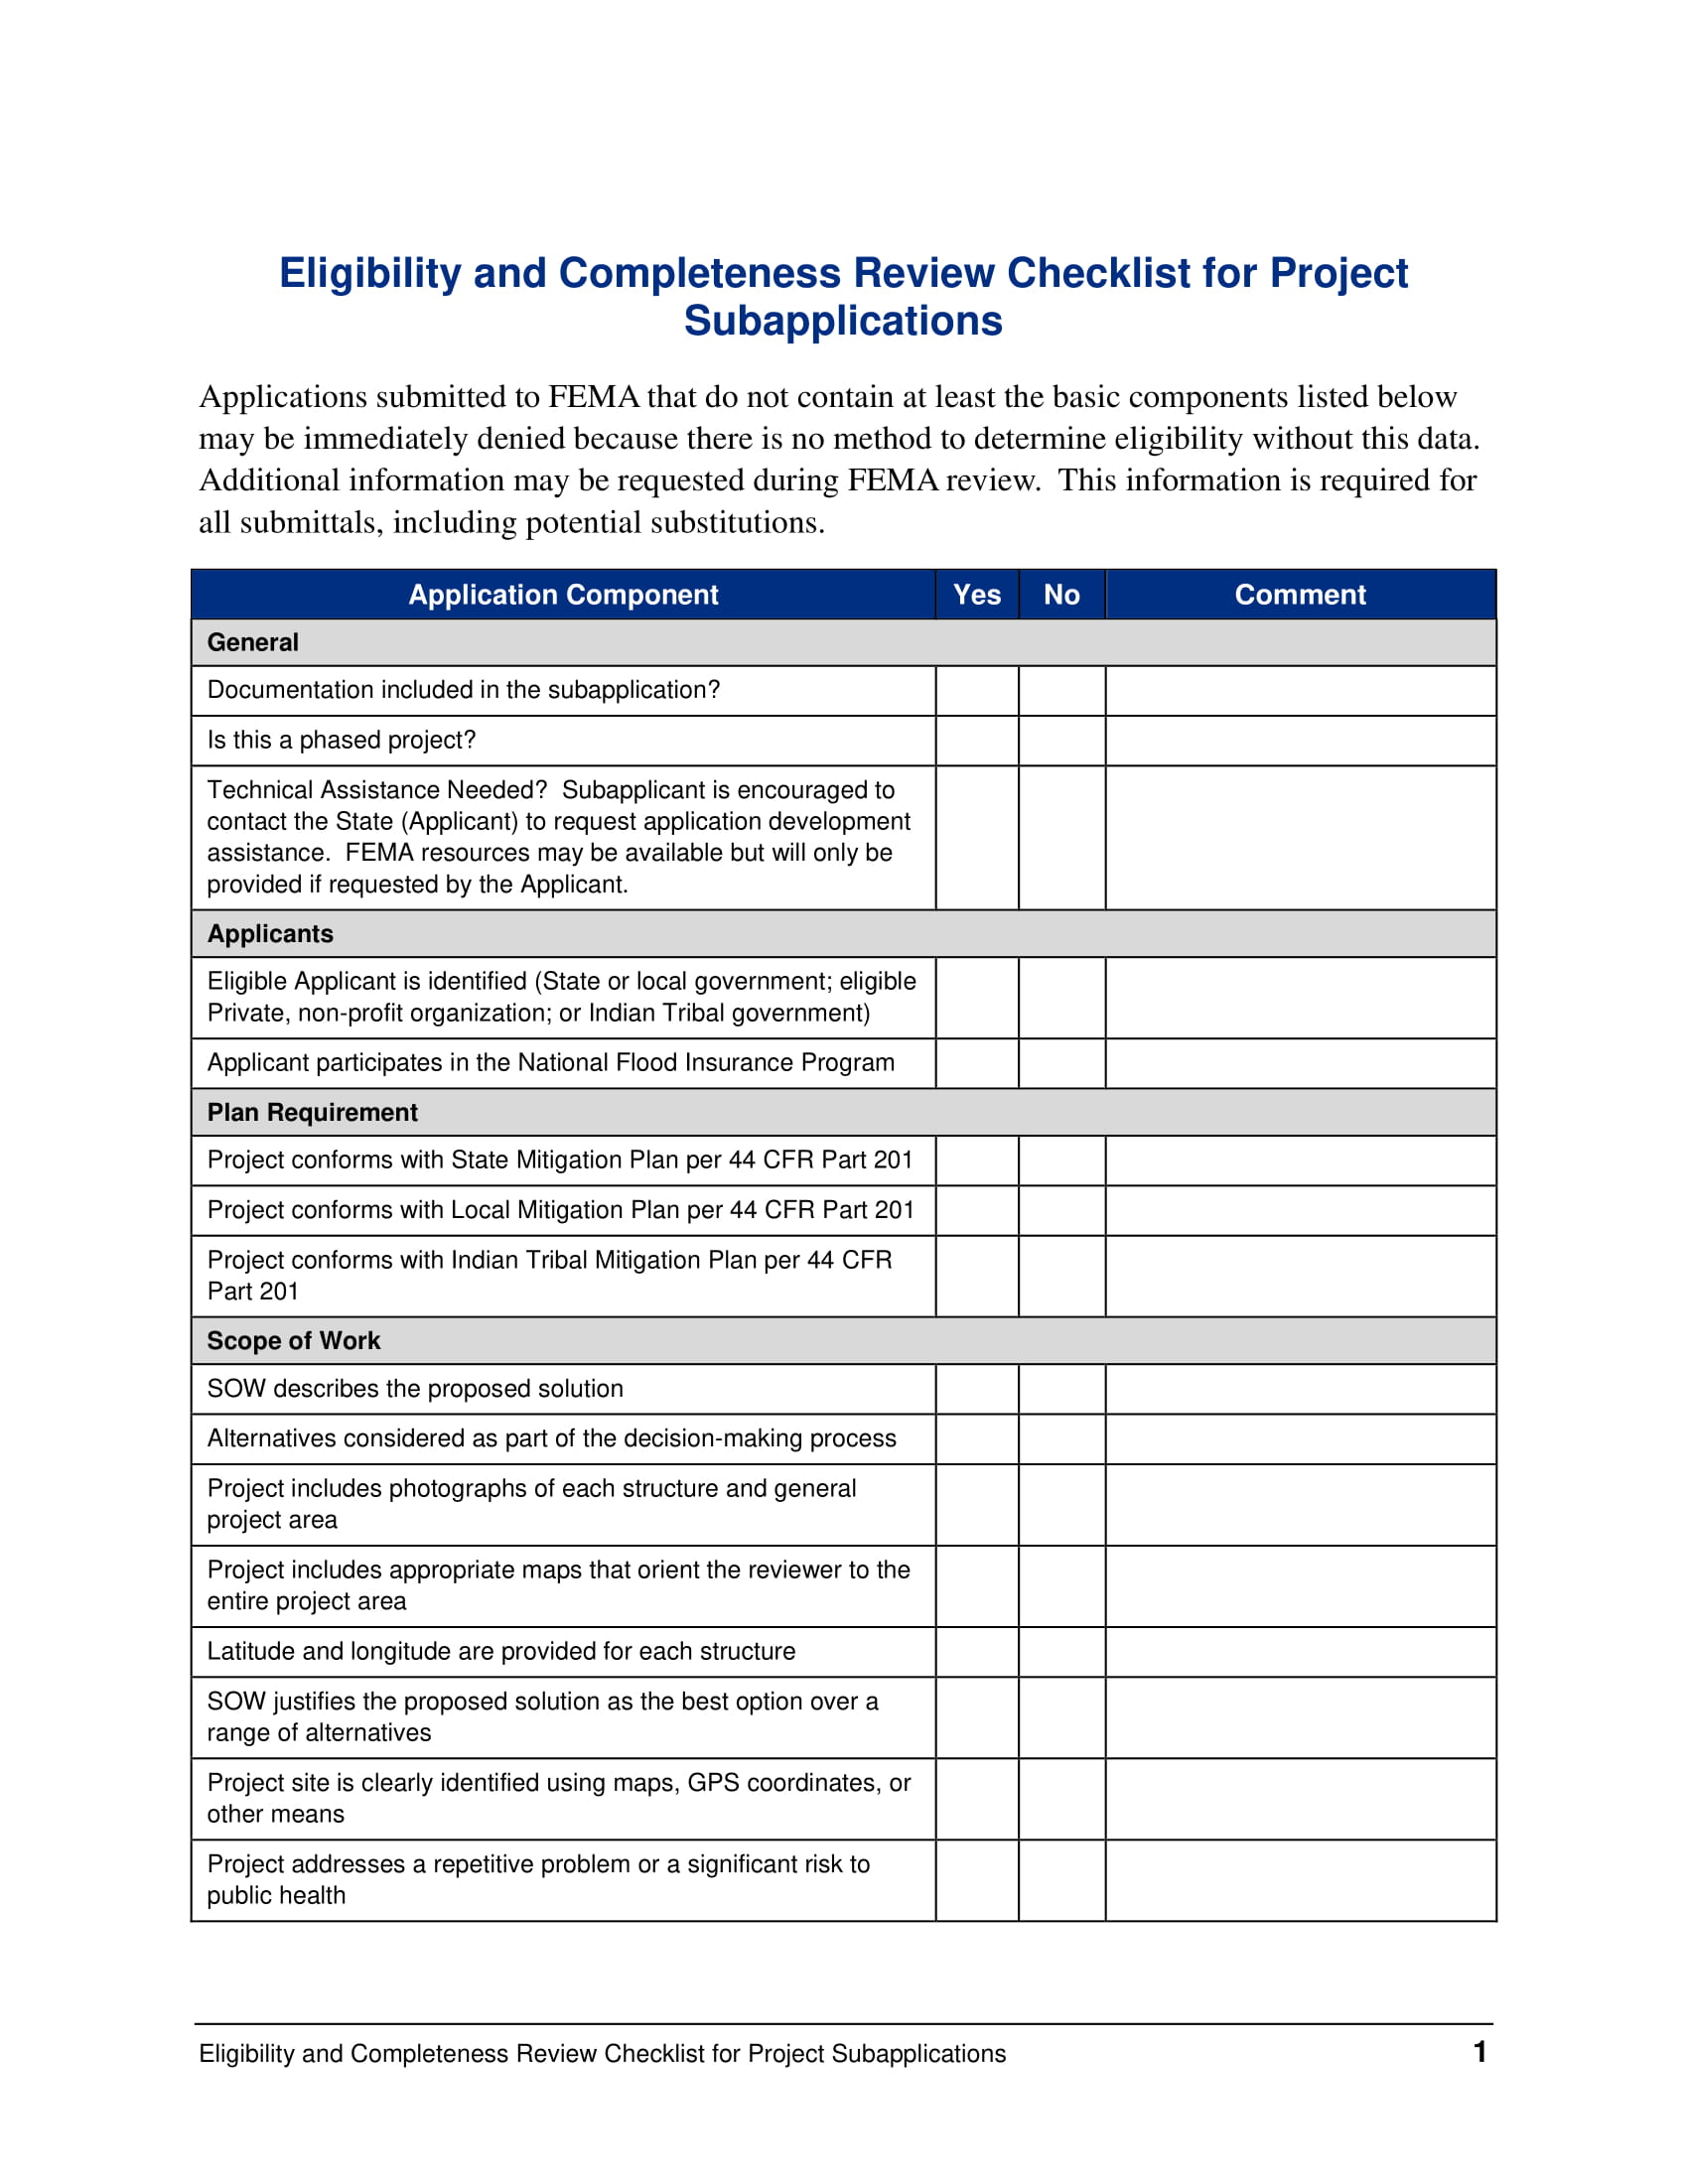 Eligibility and Completeness Review Checklist for Project
Subapplications
Applications submitted to FEMA that do not contain at least the basic components listed below
may be immediately denied because there is no method to determine eligibility without this data.
Additional information may be requested during FEMA review.  This information is required for
all submittals, including potential substitutions.
Application Component Yes No Comment
General
Documentation included in the subapplication?
Is this a phased project?
Technical Assistance Needed?  Subapplicant is encouraged to
contact the State (Applicant) to request application development
assistance.  FEMA resources may be available but will only be
provided if requested by the Applicant.
Applicants
Eligible Applicant is identified (State or local government; eligible
Private, non-profit organization; or Indian Tribal government)
Applicant participates in the National Flood Insurance Program
Plan Requirement
Project conforms with State Mitigation Plan per 44 CFR Part 201
Project conforms with Local Mitigation Plan per 44 CFR Part 201
Project conforms with Indian Tribal Mitigation Plan per 44 CFR
Part 201
Scope of Work
SOW describes the proposed solution
Alternatives considered as part of the decision-making process
Project includes photographs of each structure and general
project area
Project includes appropriate maps that orient the reviewer to the
entire project area
Latitude and longitude are provided for each structure
SOW justifies the proposed solution as the best option over a
range of alternatives
Project site is clearly identified using maps, GPS coordinates, or
other means
Project addresses a repetitive problem or a significant risk to
public health
Eligibility and Completeness Review Checklist for Project Subapplications 1